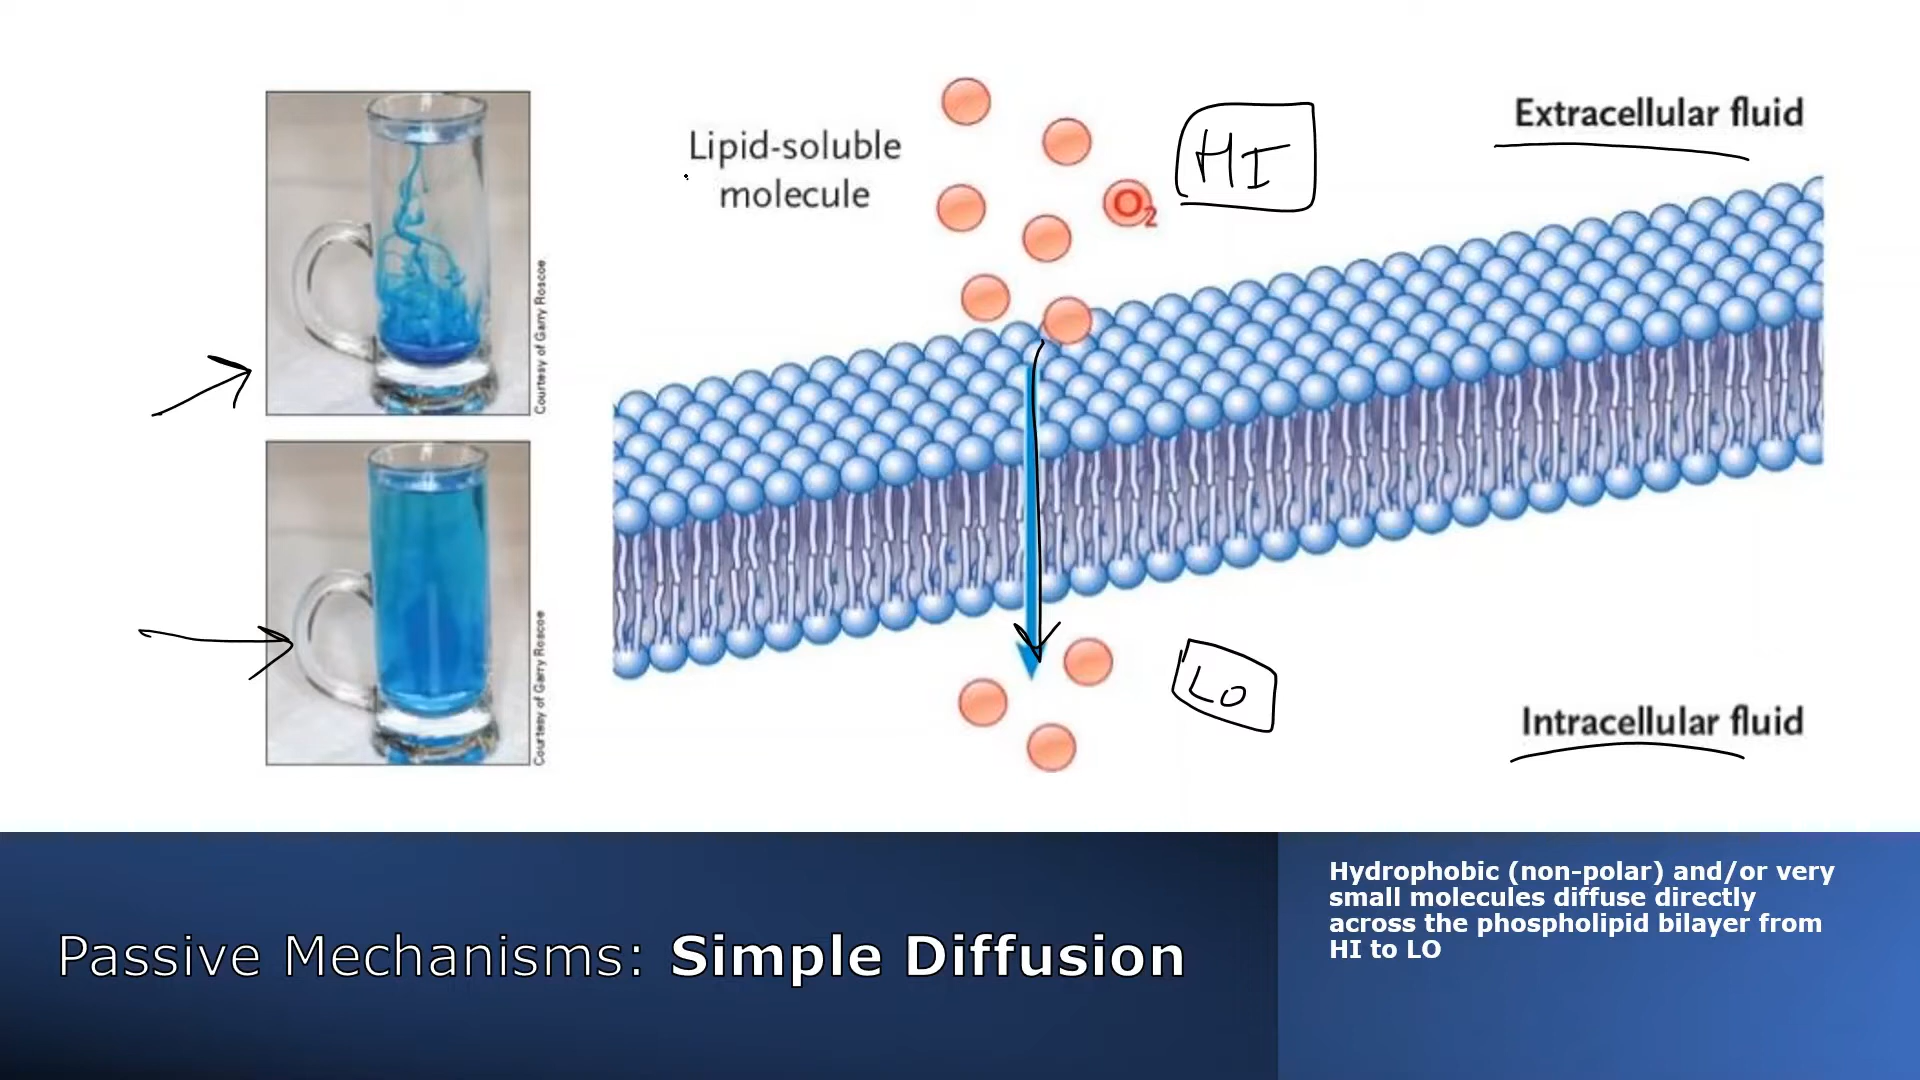 Lipid-soluble
molecule
O₂
HI
Extracellular fluid
Courtesy of Garry Roscoe
Courtesy of Garry Roscoe
LO
Intracellular fluid
Passive Mechanisms: Simple Diffusion
Hydrophobic (non-polar) and/or very
small molecules diffuse directly
across the phospholipid bilayer from
HI to LO